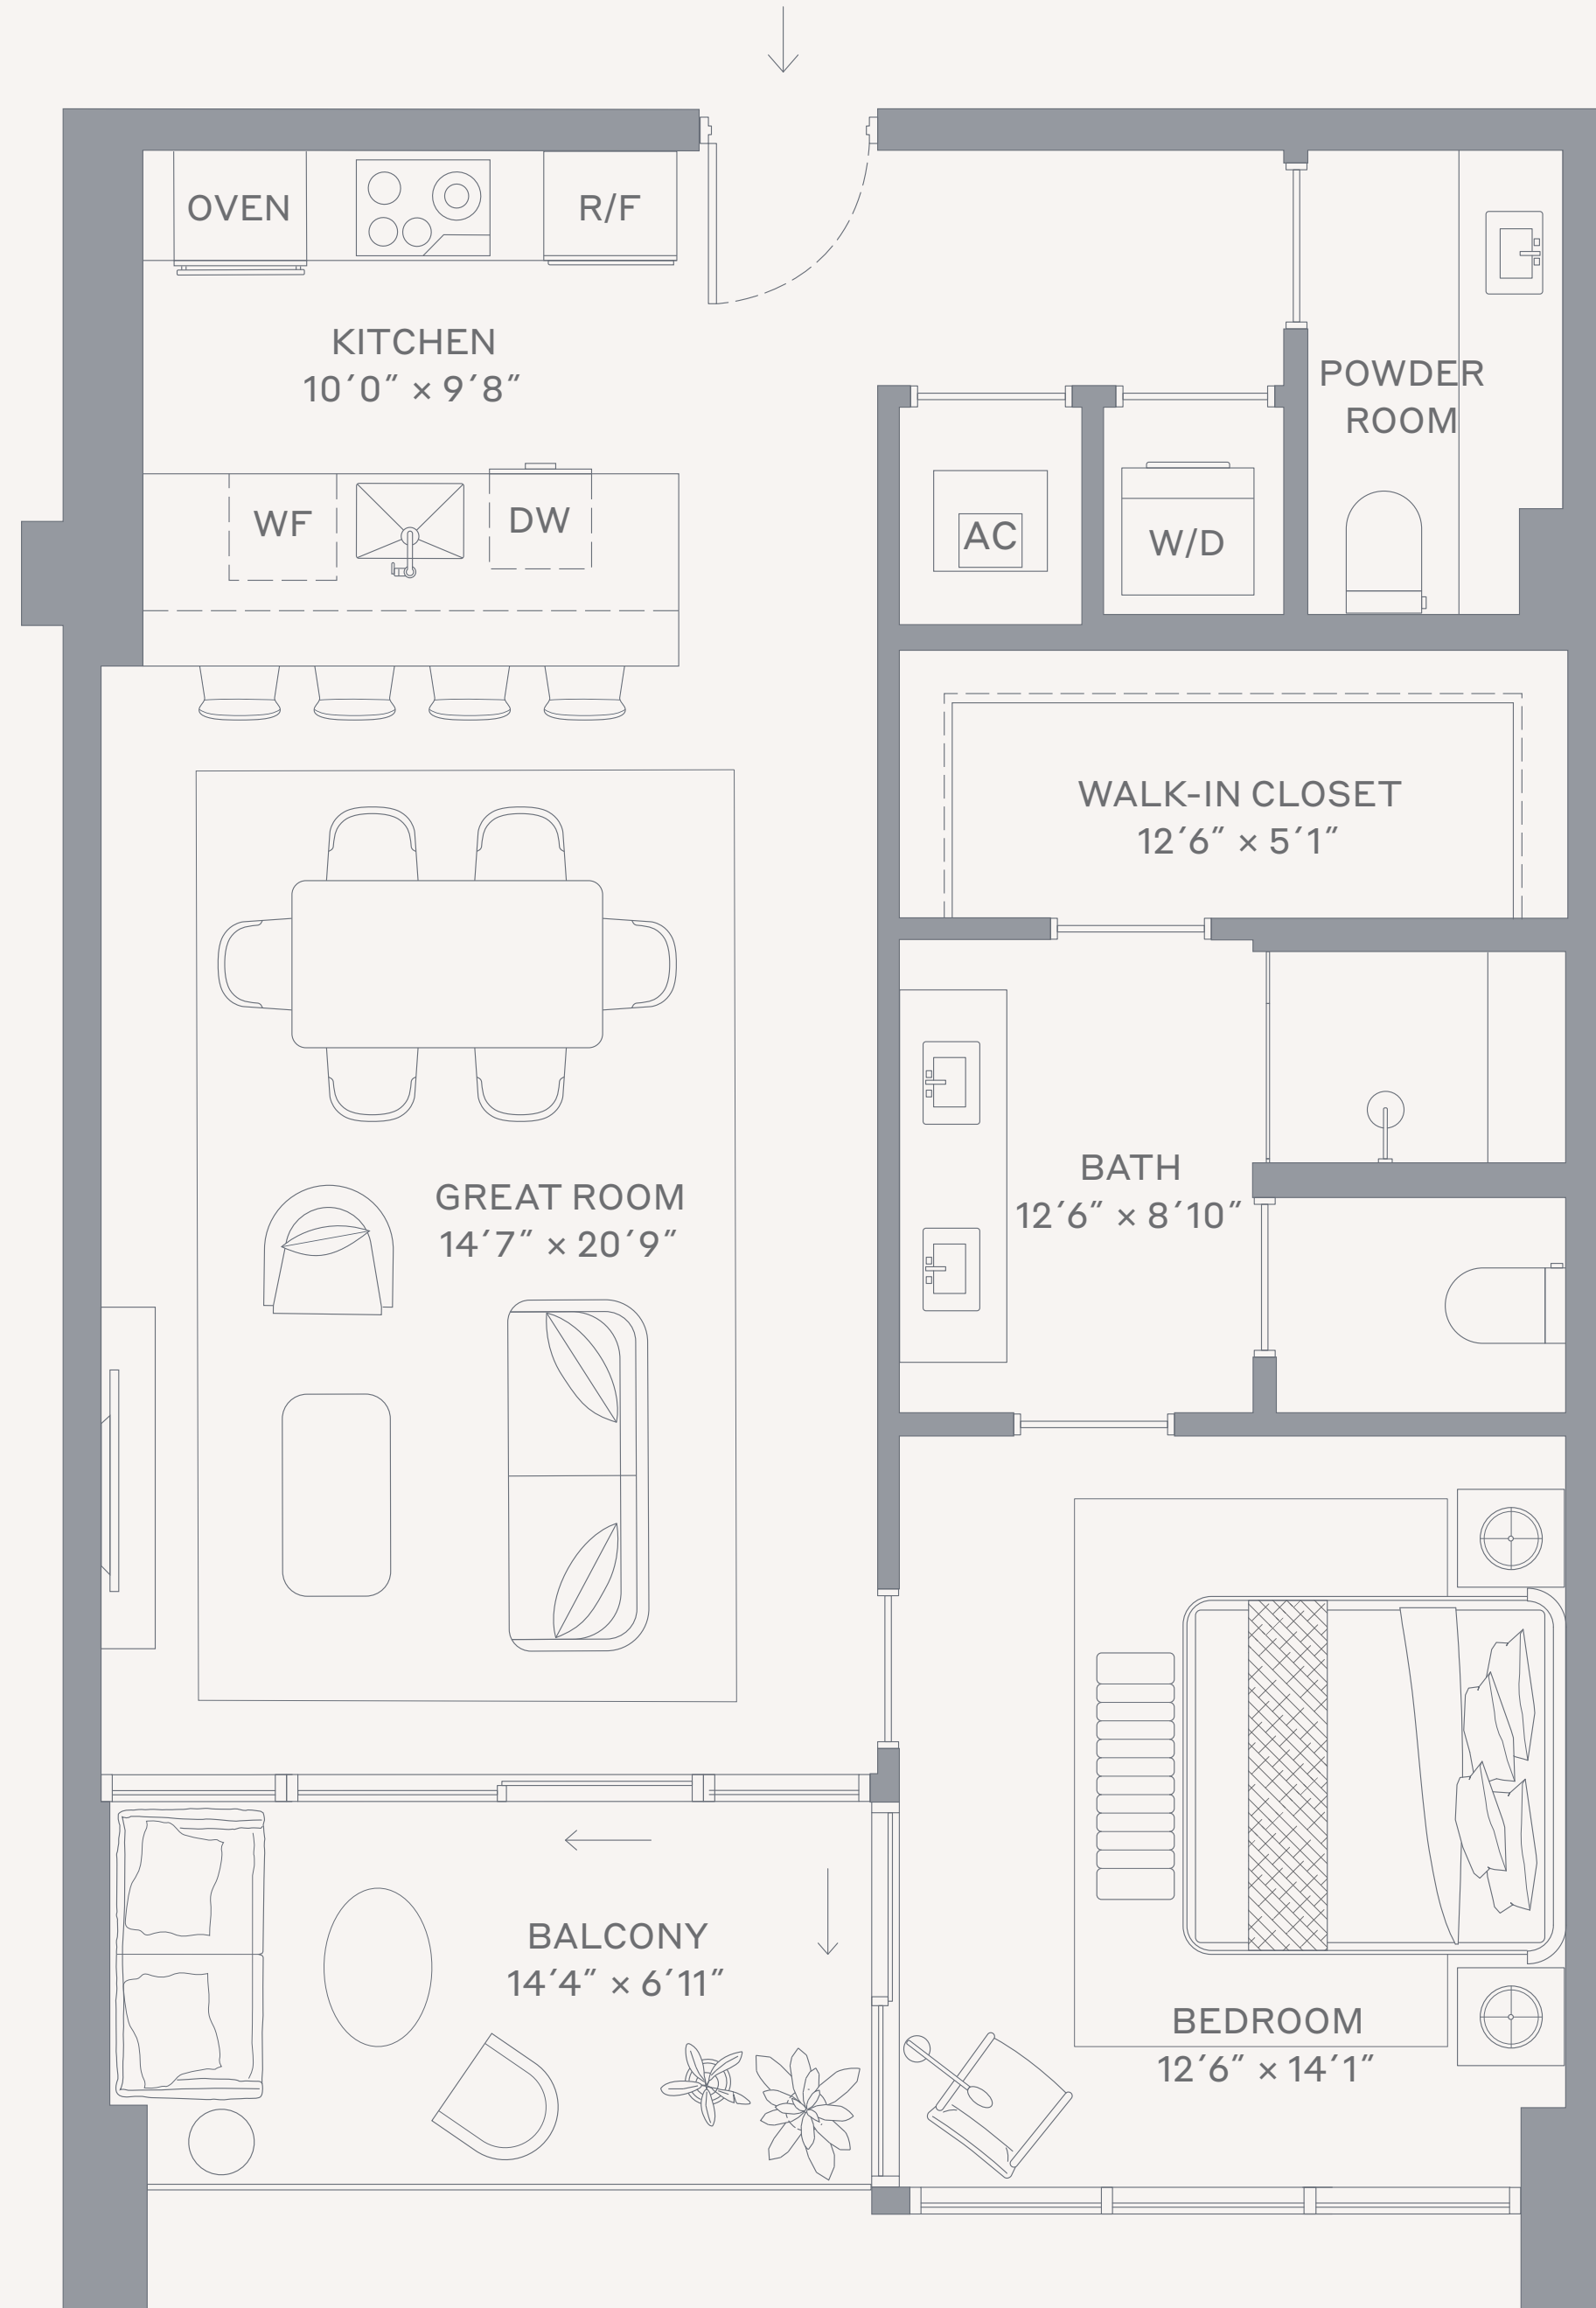 OVEN
R/F
KITCHEN
10´0˝ × 9´8˝
POWDER
ROOM
WF
DW
AC
W/D
WALK-IN CLOSET
12´6˝ × 5´1˝
BATH
12´6˝ × 8´10˝
GREAT ROOM
14´7˝ × 20´9˝
BALCONY
14´4˝ × 6´11˝
BEDROOM
12´6˝ × 14´1˝